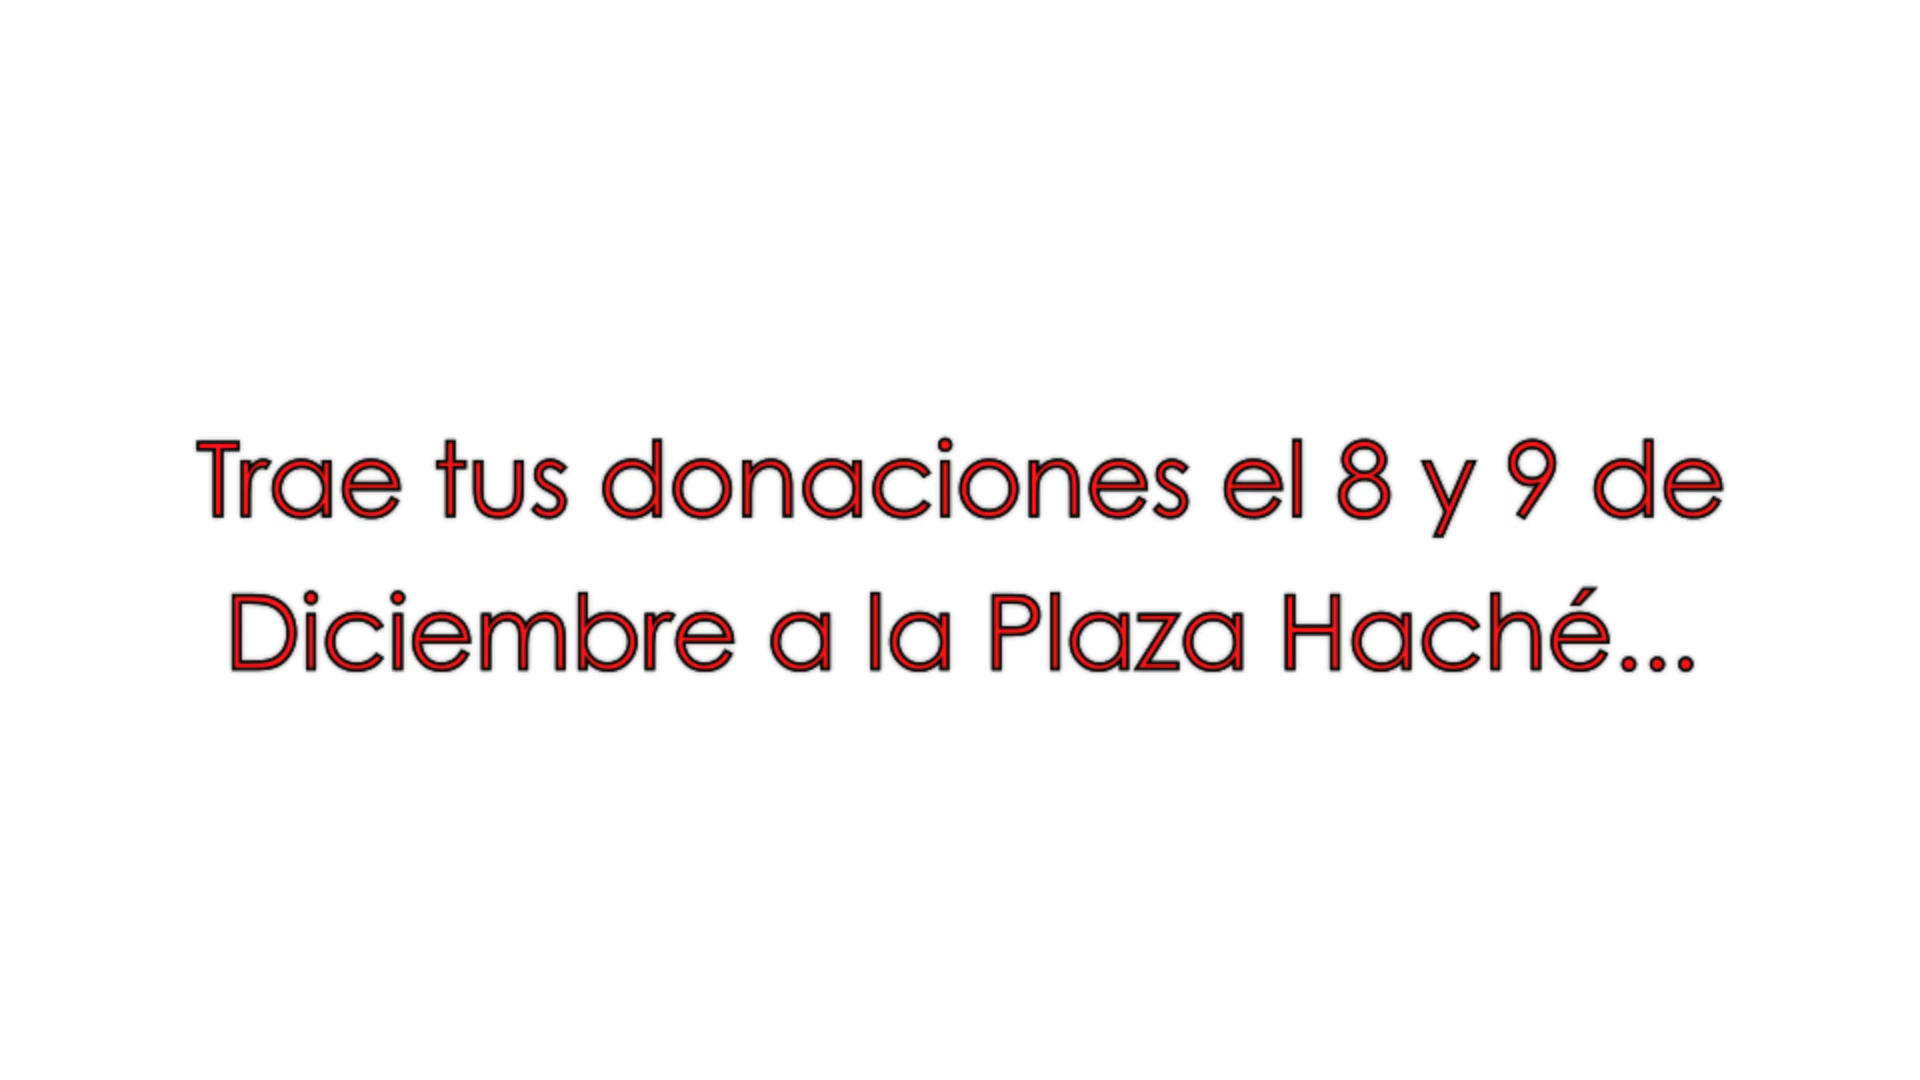 Trae tus donaciones el 8 y 9 de
Diciembre a la Plaza Haché...